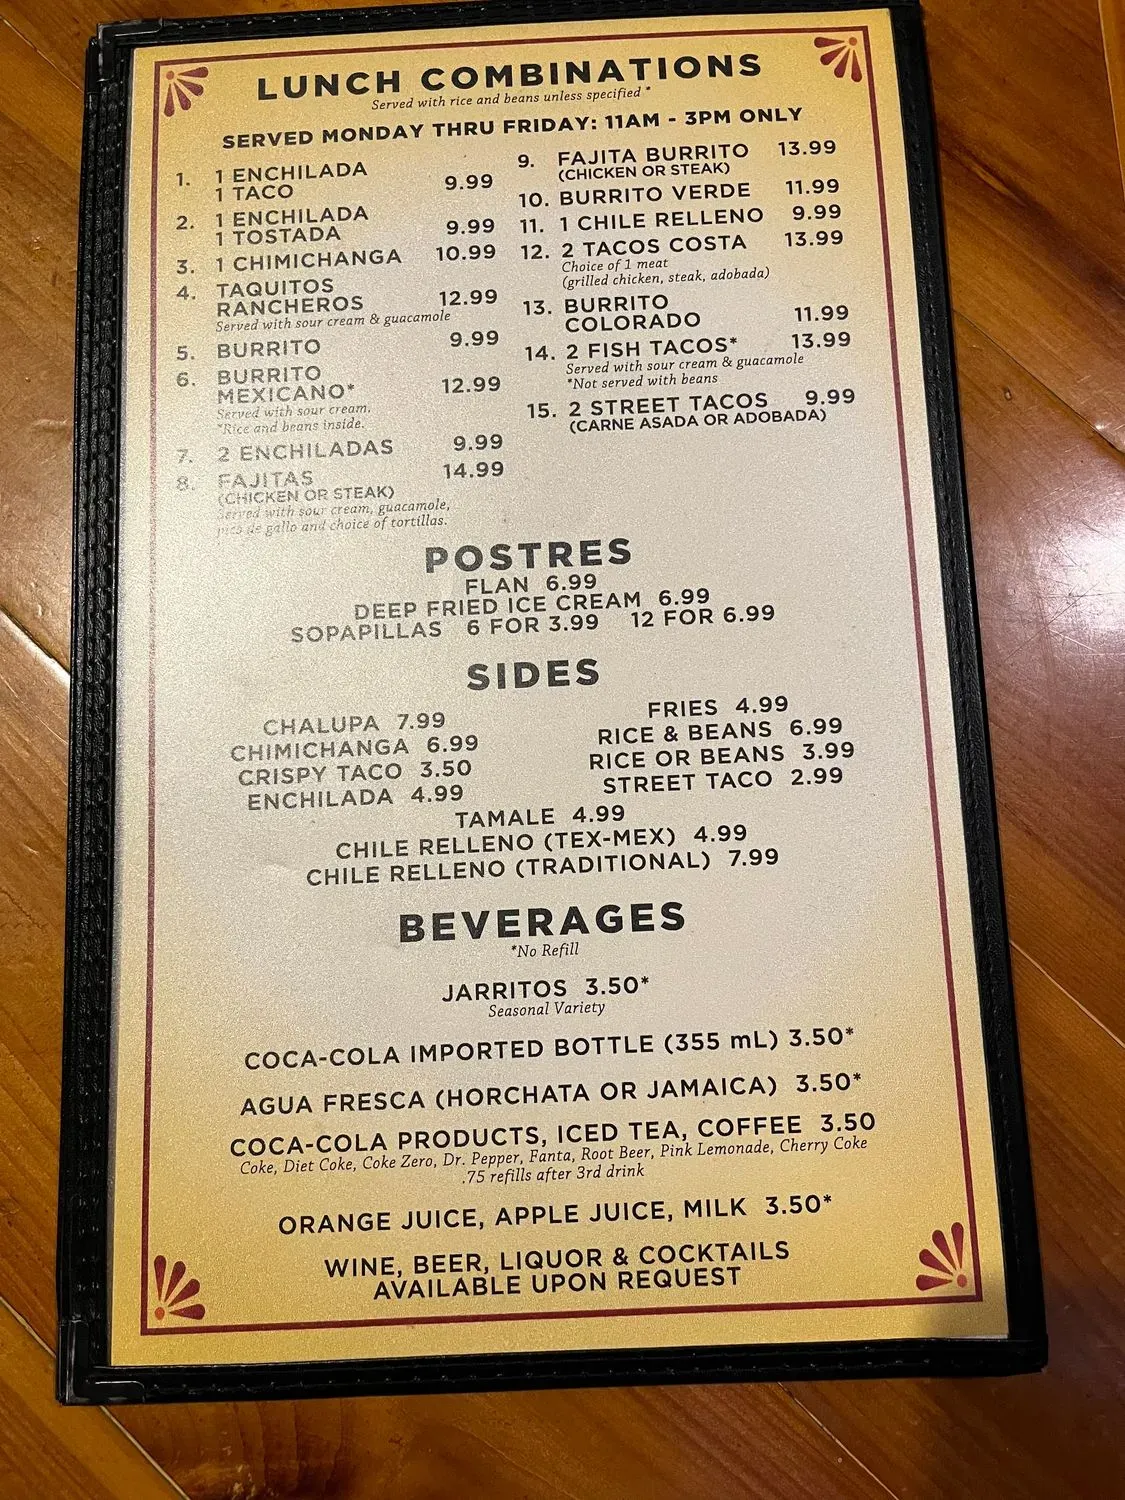 LUNCH COMBINATIONS
Served with rice and beans unless specified *
SERVED MONDAY THRU FRIDAY: 11AM - 3PM ONLY
1. 1 ENCHILADA
1 TACO 9.99
2. 1 ENCHILADA
1 TOSTADA 9.99
3. 1 CHIMICHANGA 10.99
4. TAQUITOS
RANCHEROS 12.99
Served with sour cream & guacamole
5. BURRITO 9.99
6. BURRITO
MEXICANO* 12.99
Served with sour cream.
*Rice and beans inside.
7. 2 ENCHILADAS 9.99
8. FAJITAS 14.99
(CHICKEN OR STEAK)
Served with sour cream, guacamole,
pico de gallo and choice of tortillas.
9. FAJITA BURRITO 13.99
(CHICKEN OR STEAK)
10. BURRITO VERDE 11.99
11. 1 CHILE RELLENO 9.99
12. 2 TACOS COSTA 13.99
Choice of 1 meat
(grilled chicken, steak, adobada)
13. BURRITO
COLORADO 11.99
14. 2 FISH TACOS* 13.99
Served with sour cream & guacamole
*Not served with beans
15. 2 STREET TACOS 9.99
(CARNE ASADA OR ADOBADA)
POSTRES
FLAN 6.99
DEEP FRIED ICE CREAM 6.99
SOPAPILLAS 6 FOR 3.99 12 FOR 6.99
SIDES
CHALUPA 7.99
CHIMICHANGA 6.99
CRISPY TACO 3.50
ENCHILADA 4.99
FRIES 4.99
RICE & BEANS 6.99
RICE OR BEANS 3.99
STREET TACO 2.99
TAMALE 4.99
CHILE RELLENO (TEX-MEX) 4.99
CHILE RELLENO (TRADITIONAL) 7.99
BEVERAGES
*No Refill
JARRITOS 3.50*
Seasonal Variety
COCA-COLA IMPORTED BOTTLE (355 mL) 3.50*
AGUA FRESCA (HORCHATA OR JAMAICA) 3.50*
COCA-COLA PRODUCTS, ICED TEA, COFFEE 3.50
Coke, Diet Coke, Coke Zero, Dr. Pepper, Fanta, Root Beer, Pink Lemonade, Cherry Coke
.75 refills after 3rd drink
ORANGE JUICE, APPLE JUICE, MILK 3.50*
WINE, BEER, LIQUOR & COCKTAILS
AVAILABLE UPON REQUEST